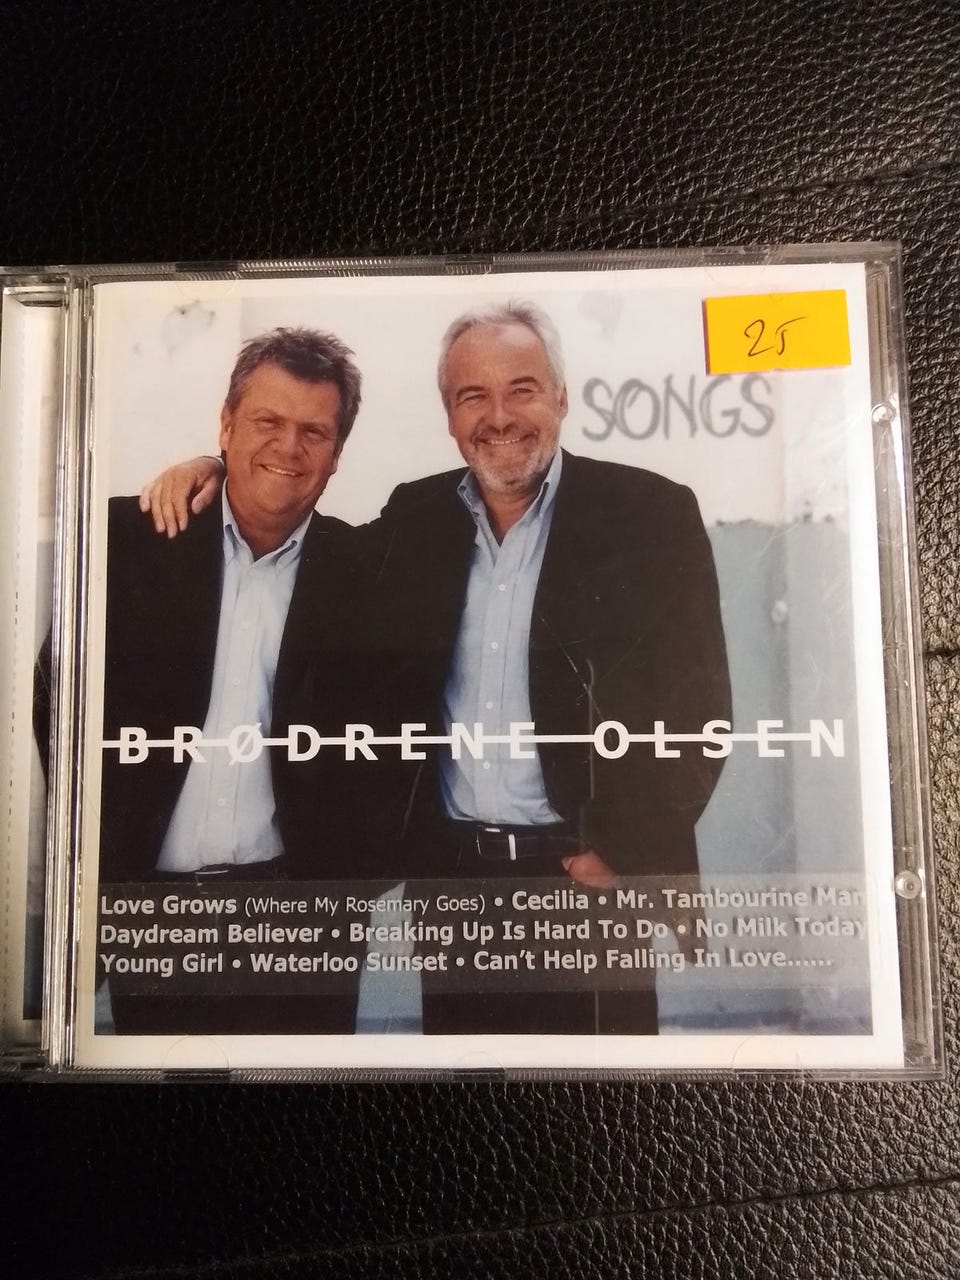 25
SONGS
BRØDRENE OLSEN
Love Grows (Where My Rosemary Goes) • Cecilia • Mr. Tambourine Man
Daydream Believer • Breaking Up Is Hard To Do • No Milk Today
Young Girl • Waterloo Sunset • Can't Help Falling In Love......